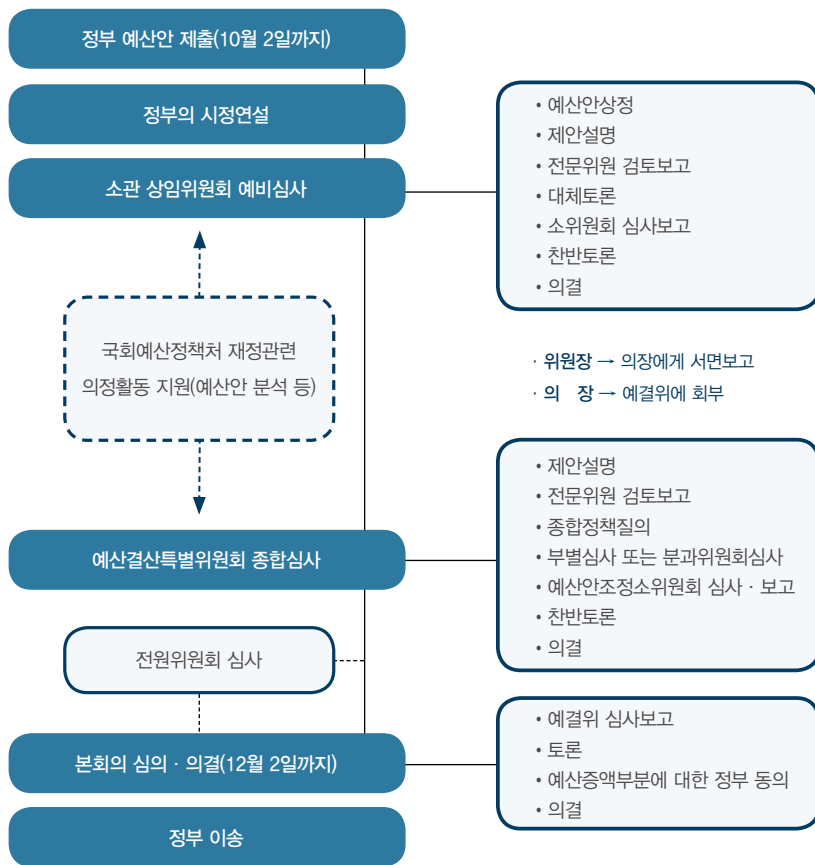 정부 예산안 제출(10월 2일까지)
정부의 시정연설
소관 상임위원회 예비심사
• 예산안상정
• 제안설명
• 전문위원 검토보고
• 대체토론
• 소위원회 심사보고
• 찬반토론
• 의결
국회예산정책처 재정관련
의정활동 지원(예산안 분석 등)
· 위원장 → 의장에게 서면보고
· 의 장 → 예결위에 회부
예산결산특별위원회 종합심사
• 제안설명
• 전문위원 검토보고
• 종합정책질의
• 부별심사 또는 분과위원회심사
• 예산안조정소위원회 심사 · 보고
• 찬반토론
• 의결
전원위원회 심사
본회의 심의 · 의결(12월 2일까지)
• 예결위 심사보고
• 토론
• 예산증액부분에 대한 정부 동의
• 의결
정부 이송